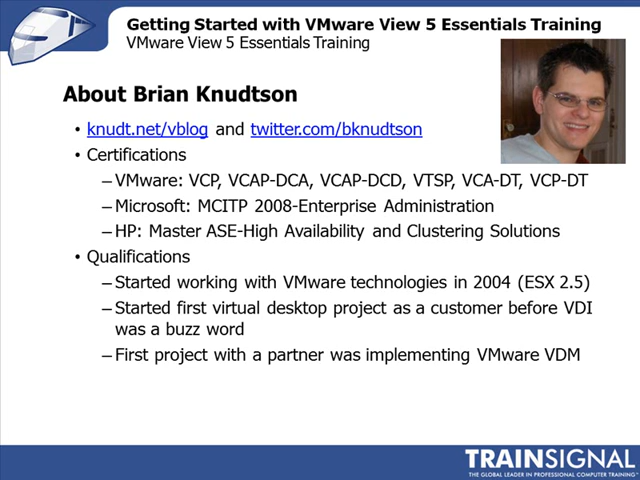 Getting Started with VMware View 5 Essentials Training
VMware View 5 Essentials Training
About Brian Knudtson
• knudt.net/vblog and twitter.com/bknudtson
• Certifications
– VMware: VCP, VCAP-DCA, VCAP-DCD, VTSP, VCA-DT, VCP-DT
– Microsoft: MCITP 2008-Enterprise Administration
– HP: Master ASE-High Availability and Clustering Solutions
• Qualifications
– Started working with VMware technologies in 2004 (ESX 2.5)
– Started first virtual desktop project as a customer before VDI
was a buzz word
– First project with a partner was implementing VMware VDM
TRAINSIGNAL
THE GLOBAL LEADER IN PROFESSIONAL COMPUTER TRAINING